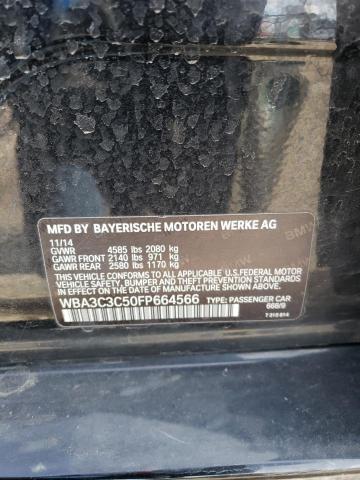 MFD BY BAYERISCHE MOTOREN WERKE AG
11/14
GVWR 4585 lbs 2080 kg
GAWR FRONT 2140 lbs 971 kg
GAWR REAR 2580 lbs 1170 kg
THIS VEHICLE CONFORMS TO ALL APPLICABLE U.S.FEDERAL MOTOR
VEHICLE SAFETY, BUMPER AND THEFT PREVENTION STANDARDS
IN EFFECT ON THE DATE OF MANUFACTURE SHOWN ABOVE.
WBA3C3C50FP664566 TYPE: PASSENGER CAR
668/9